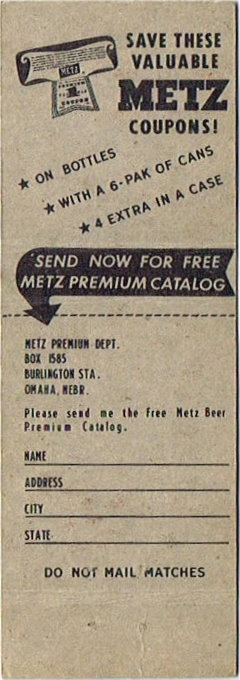 SAVE THESE
VALUABLE
METZ
COUPONS!
METZ
★ ON BOTTLES
★ WITH A 6-PAK OF CANS
★ 4 EXTRA IN A CASE
SEND NOW FOR FREE
METZ PREMIUM CATALOG
METZ PREMIUM DEPT.
BOX 1585
BURLINGTON STA.
OMAHA, NEBR.
Please send me the free Metz Beer
Premium Catalog.
NAME
ADDRESS
CITY
STATE
DO NOT MAIL MATCHES